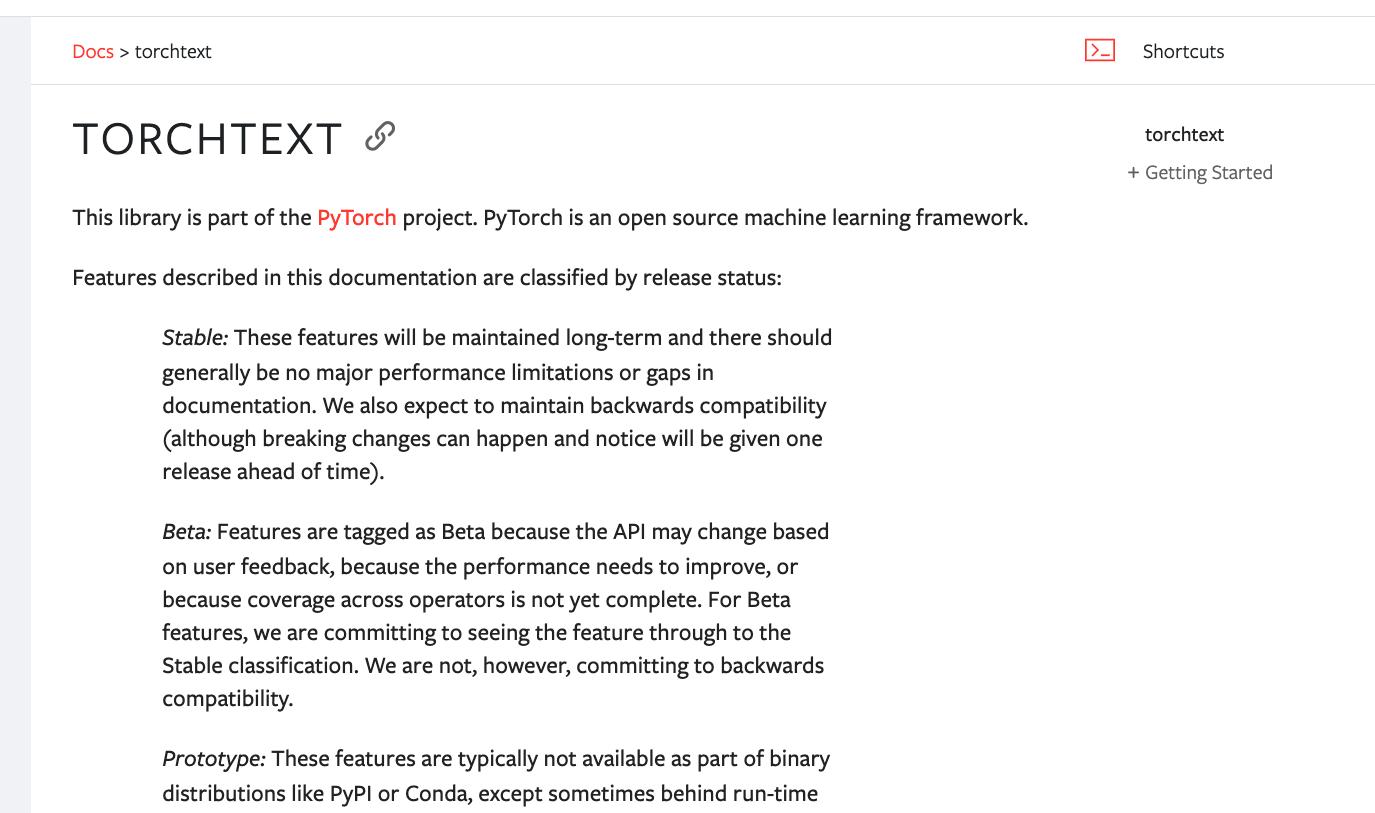 Docs > torchtext
Shortcuts
TORCHTEXT
torchtext
+ Getting Started
This library is part of the PyTorch project. PyTorch is an open source machine learning framework.
Features described in this documentation are classified by release status:
Stable: These features will be maintained long-term and there should
generally be no major performance limitations or gaps in
documentation. We also expect to maintain backwards compatibility
(although breaking changes can happen and notice will be given one
release ahead of time).
Beta: Features are tagged as Beta because the API may change based
on user feedback, because the performance needs to improve, or
because coverage across operators is not yet complete. For Beta
features, we are committing to seeing the feature through to the
Stable classification. We are not, however, committing to backwards
compatibility.
Prototype: These features are typically not available as part of binary
distributions like PyPI or Conda, except sometimes behind run-time